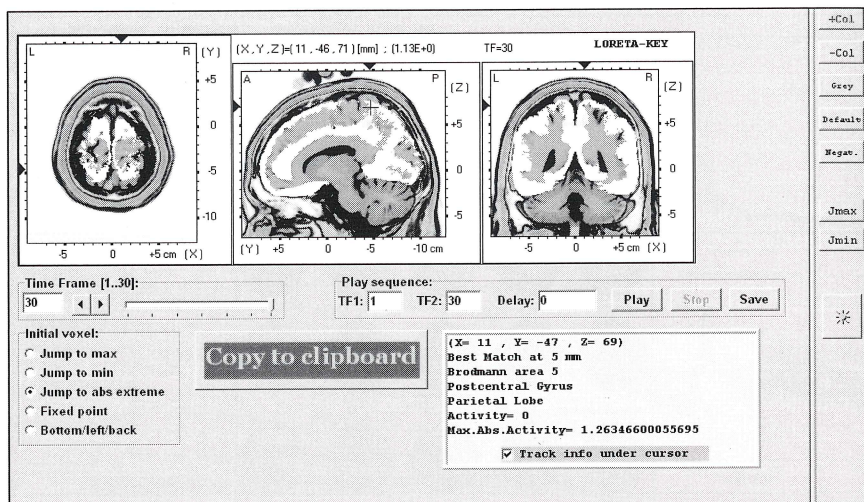 +Col
-Col
Grey
Default
Negat.
Jmax
Jmin
L R (Y) (X,Y,Z)=(11 , -46 , 71) [mm] ; (1.13E+0) TF=30 LORETA-KEY
A P (Z) L R (Z)
+5 +5 +5
0 0 0
-5 -5 -5
-10
-5 0 +5 cm (X) (Y) +5 0 -5 -10 cm -5 0 +5 cm (X)
Time Frame [1..30]:
30
Play sequence:
TF1: 1 TF2: 30 Delay: 0 Play Stop Save
Initial voxel:
Jump to max
Jump to min
Jump to abs extreme
Fixed point
Bottom/left/back
Copy to clipboard
(X= 11 , Y= -47 , Z= 69)
Best Match at 5 mm
Brodmann area 5
Postcentral Gyrus
Parietal Lobe
Activity= 0
Max.Abs.Activity= 1.26346600055695
Track info under cursor